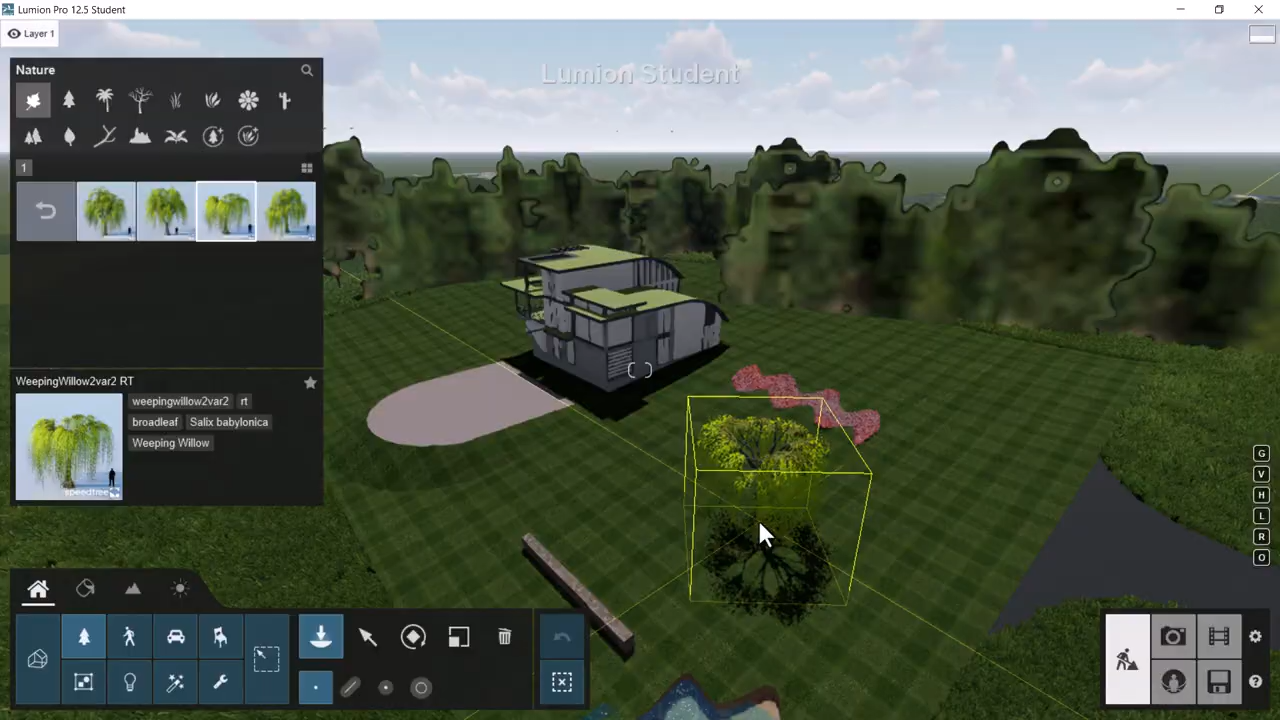 Lumion Pro 12.5 Student
Layer 1
Lumion Student
Nature
1
WeepingWillow2var2 RT
weepingwillow2var2 rt
broadleaf Salix babylonica
Weeping Willow
speedtree
G
V
H
L
R
O